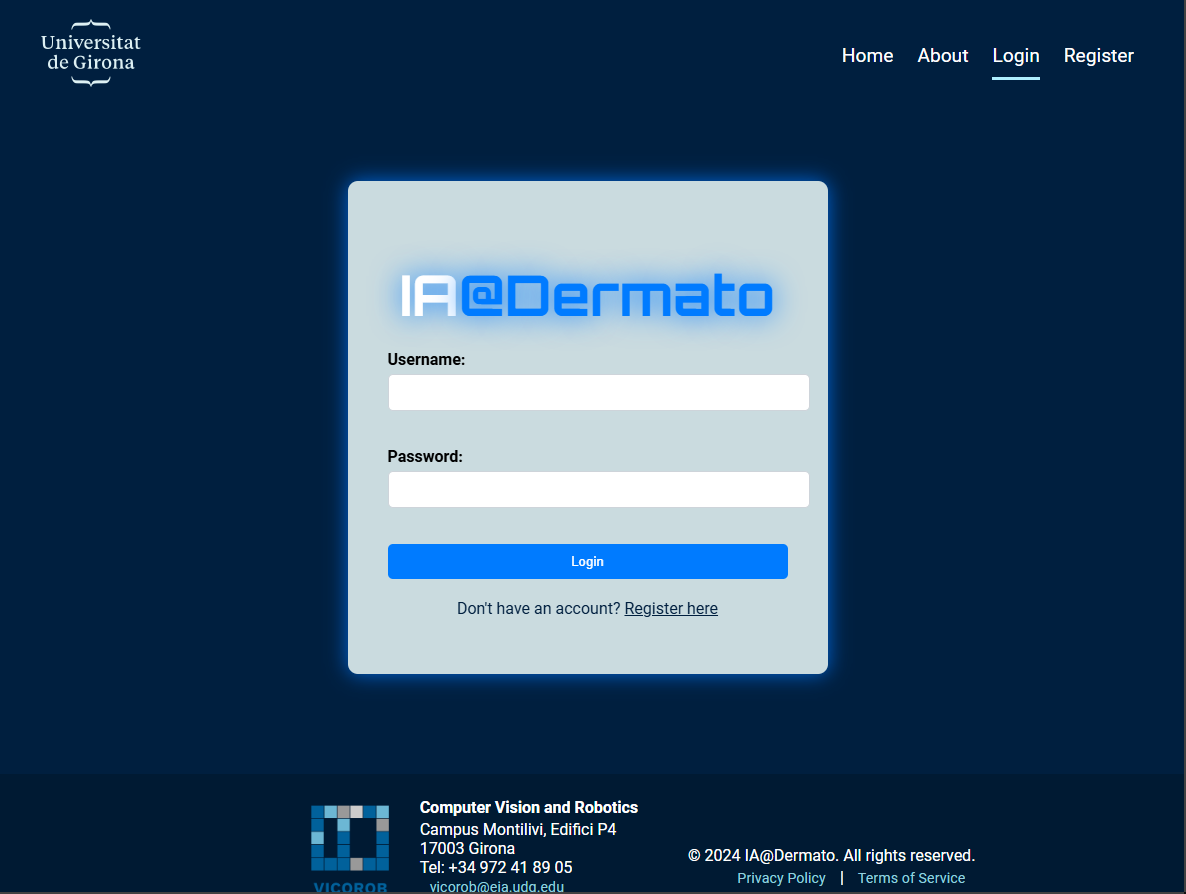 Universitat
de Girona
Home About Login Register
IA@Dermato
Username:
Password:
Login
Don't have an account? Register here
Computer Vision and Robotics
Campus Montilivi, Edifici P4
17003 Girona
Tel: +34 972 41 89 05
vicorob@eia.udg.edu
VICOROB
© 2024 IA@Dermato. All rights reserved.
Privacy Policy | Terms of Service